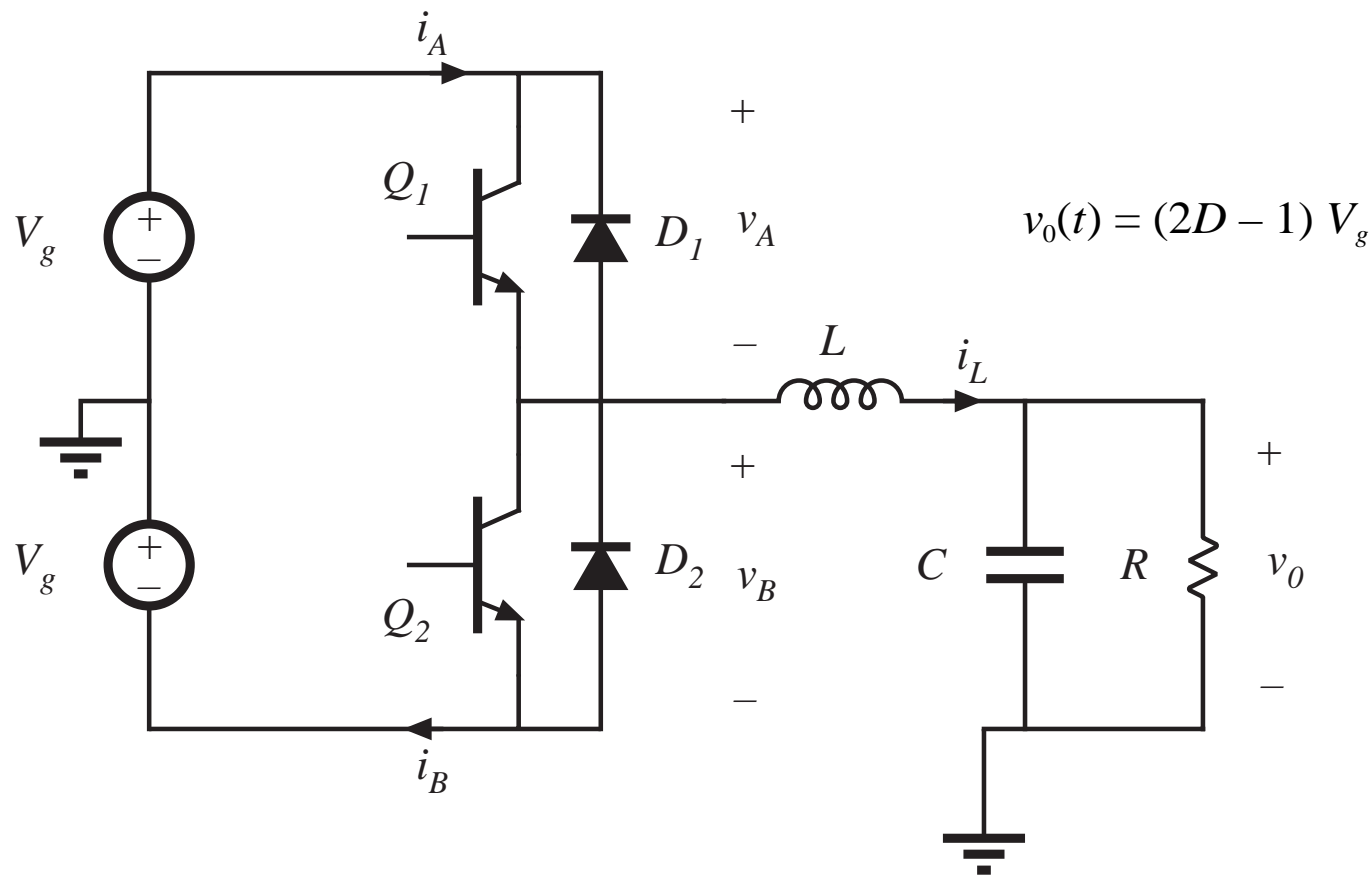 i_A
+
Q_1
V_g
+
–
D_1
v_A
v_0(t) = (2D – 1) V_g
–
L
i_L
+
+
V_g
+
–
D_2
v_B
C
R
v_0
Q_2
–
–
i_B